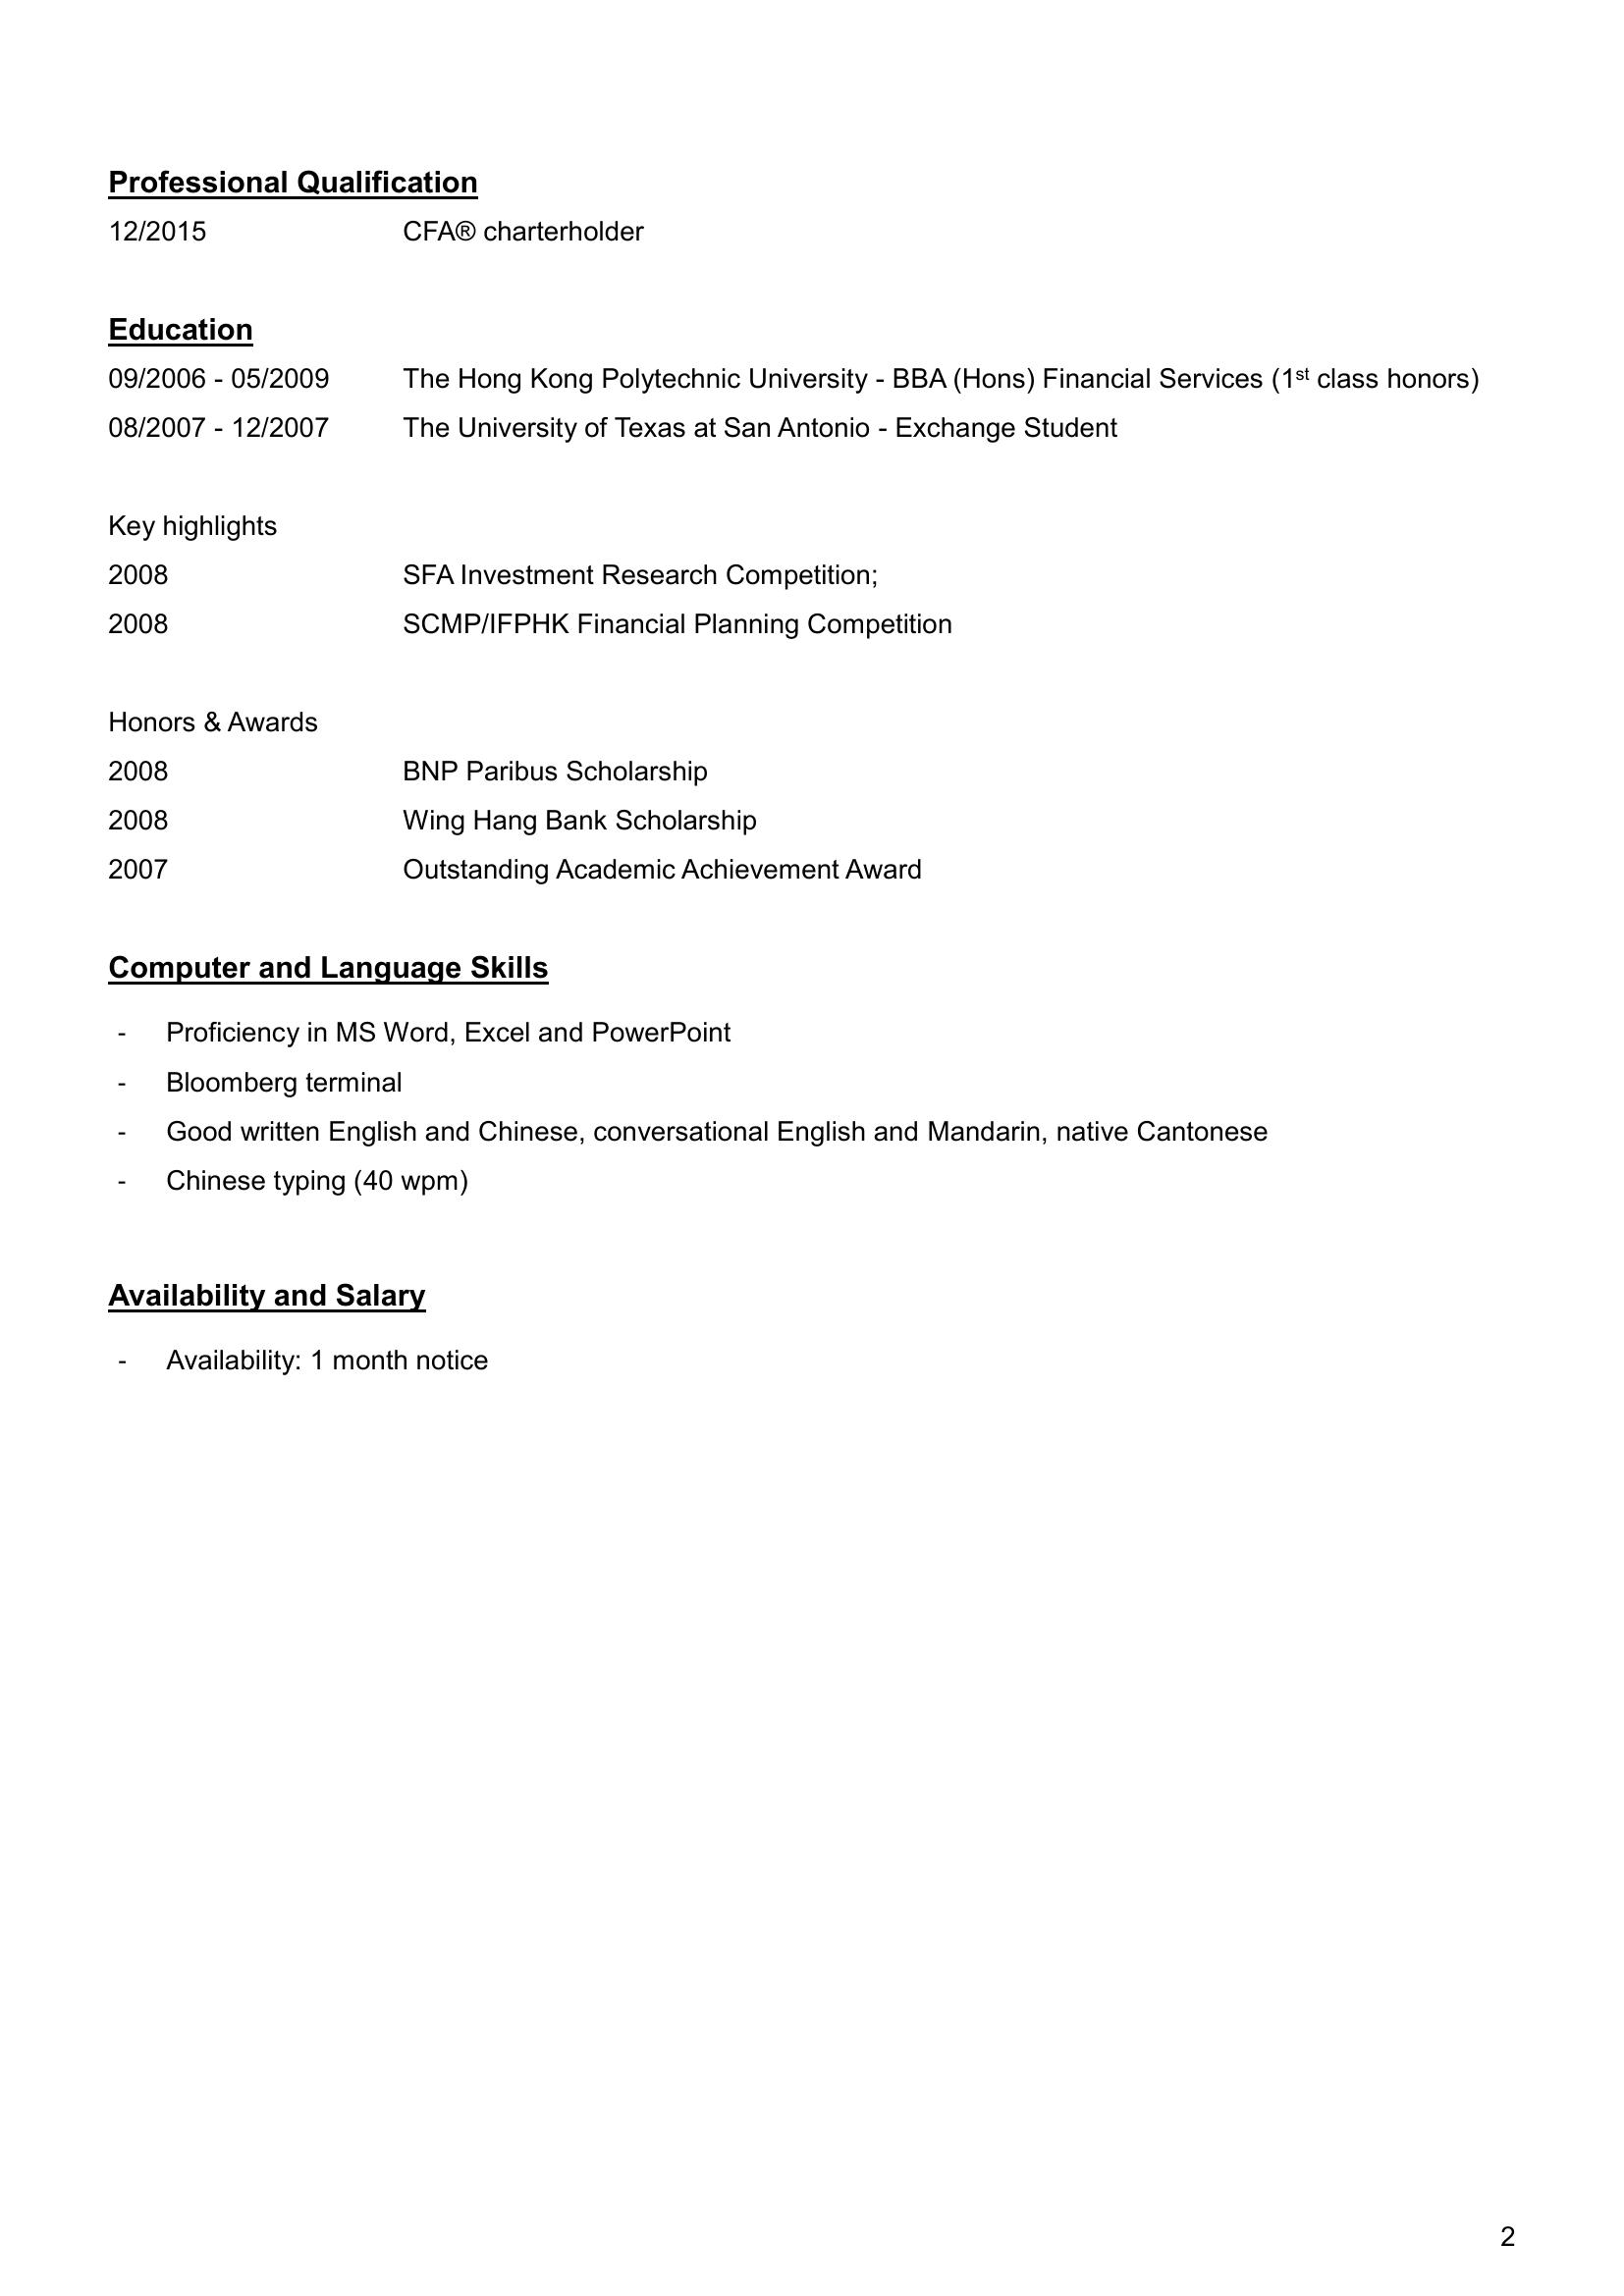 Professional Qualification
12/2015 CFA® charterholder
Education
09/2006 - 05/2009 The Hong Kong Polytechnic University - BBA (Hons) Financial Services (1st class honors)
08/2007 - 12/2007 The University of Texas at San Antonio - Exchange Student
Key highlights
2008 SFA Investment Research Competition;
2008 SCMP/IFPHK Financial Planning Competition
Honors & Awards
2008 BNP Paribus Scholarship
2008 Wing Hang Bank Scholarship
2007 Outstanding Academic Achievement Award
Computer and Language Skills
- Proficiency in MS Word, Excel and PowerPoint
- Bloomberg terminal
- Good written English and Chinese, conversational English and Mandarin, native Cantonese
- Chinese typing (40 wpm)
Availability and Salary
- Availability: 1 month notice
2